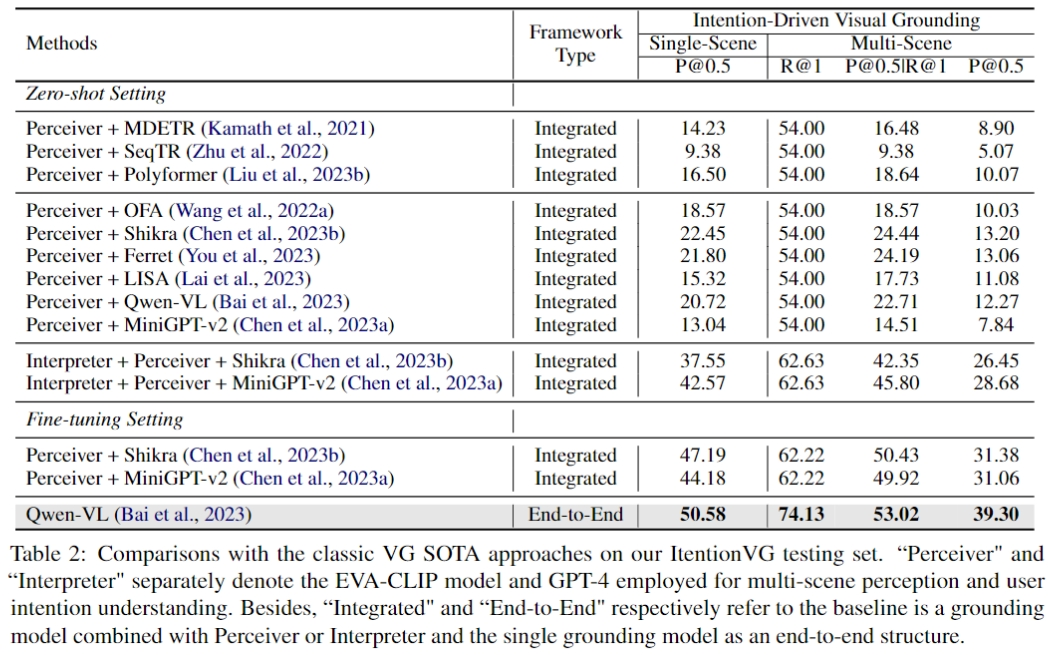 Methods Framework Type Intention-Driven Visual Grounding
Single-Scene Multi-Scene
P@0.5 R@1 P@0.5|R@1 P@0.5
Zero-shot Setting
Perceiver + MDETR (Kamath et al., 2021) Integrated 14.23 54.00 16.48 8.90
Perceiver + SeqTR (Zhu et al., 2022) Integrated 9.38 54.00 9.38 5.07
Perceiver + Polyformer (Liu et al., 2023b) Integrated 16.50 54.00 18.64 10.07
Perceiver + OFA (Wang et al., 2022a) Integrated 18.57 54.00 18.57 10.03
Perceiver + Shikra (Chen et al., 2023b) Integrated 22.45 54.00 24.44 13.20
Perceiver + Ferret (You et al., 2023) Integrated 21.80 54.00 24.19 13.06
Perceiver + LISA (Lai et al., 2023) Integrated 15.32 54.00 17.73 11.08
Perceiver + Qwen-VL (Bai et al., 2023) Integrated 20.72 54.00 22.71 12.27
Perceiver + MiniGPT-v2 (Chen et al., 2023a) Integrated 13.04 54.00 14.51 7.84
Interpreter + Perceiver + Shikra (Chen et al., 2023b) Integrated 37.55 62.63 42.35 26.45
Interpreter + Perceiver + MiniGPT-v2 (Chen et al., 2023a) Integrated 42.57 62.63 45.80 28.68
Fine-tuning Setting
Perceiver + Shikra (Chen et al., 2023b) Integrated 47.19 62.22 50.43 31.38
Perceiver + MiniGPT-v2 (Chen et al., 2023a) Integrated 44.18 62.22 49.92 31.06
Qwen-VL (Bai et al., 2023) End-to-End 50.58 74.13 53.02 39.30
Table 2: Comparisons with the classic VG SOTA approaches on our ItentionVG testing set. “Perceiver" and
“Interpreter" separately denote the EVA-CLIP model and GPT-4 employed for multi-scene perception and user
intention understanding. Besides, “Integrated" and “End-to-End" respectively refer to the baseline is a grounding
model combined with Perceiver or Interpreter and the single grounding model as an end-to-end structure.